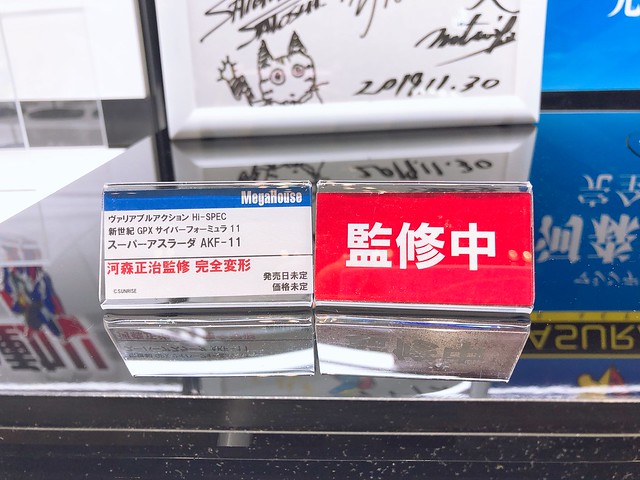 2019.11.30
MegaHouse
ヴァリアブルアクション Hi-SPEC
新世紀 GPX サイバーフォーミュラ 11
スーパーアスラーダ AKF-11
河森正治監修 完全変形
発売日未定
価格未定
©SUNRISE
監修中